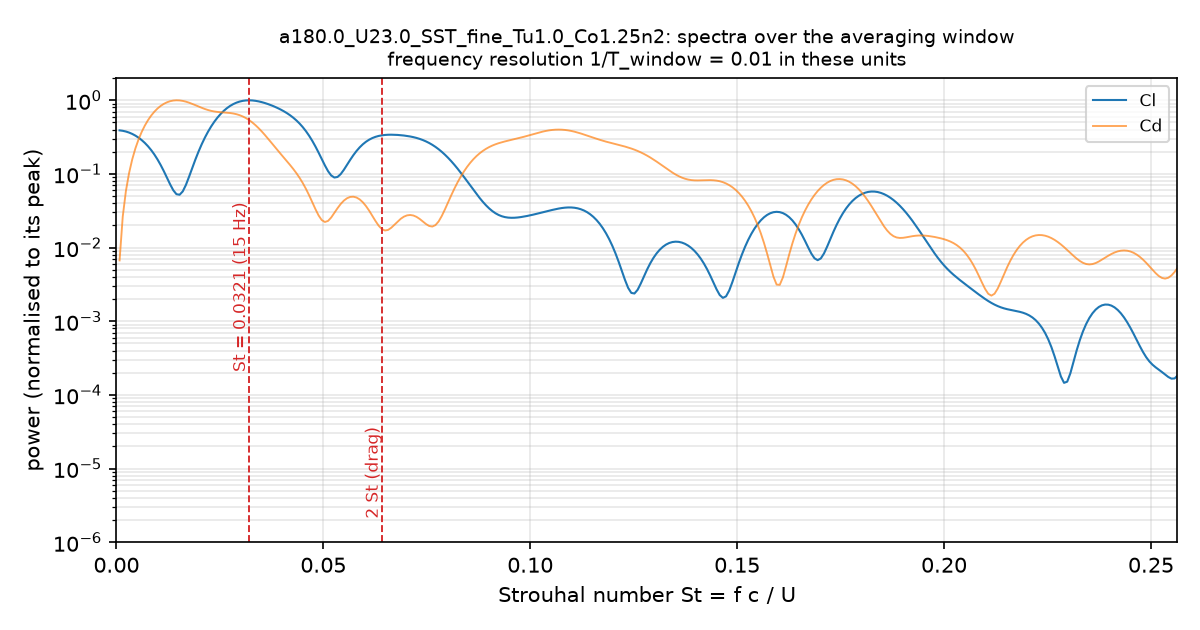 a180.0_U23.0_SST_fine_Tu1.0_Co1.25n2: spectra over the averaging window
frequency resolution 1/T_window = 0.01 in these units
power (normalised to its peak)
10⁰
10⁻¹
10⁻²
10⁻³
10⁻⁴
10⁻⁵
10⁻⁶
St = 0.0321 (15 Hz)
2 St (drag)
Cl
Cd
0.00
0.05
0.10
0.15
0.20
0.25
Strouhal number St = f c / U